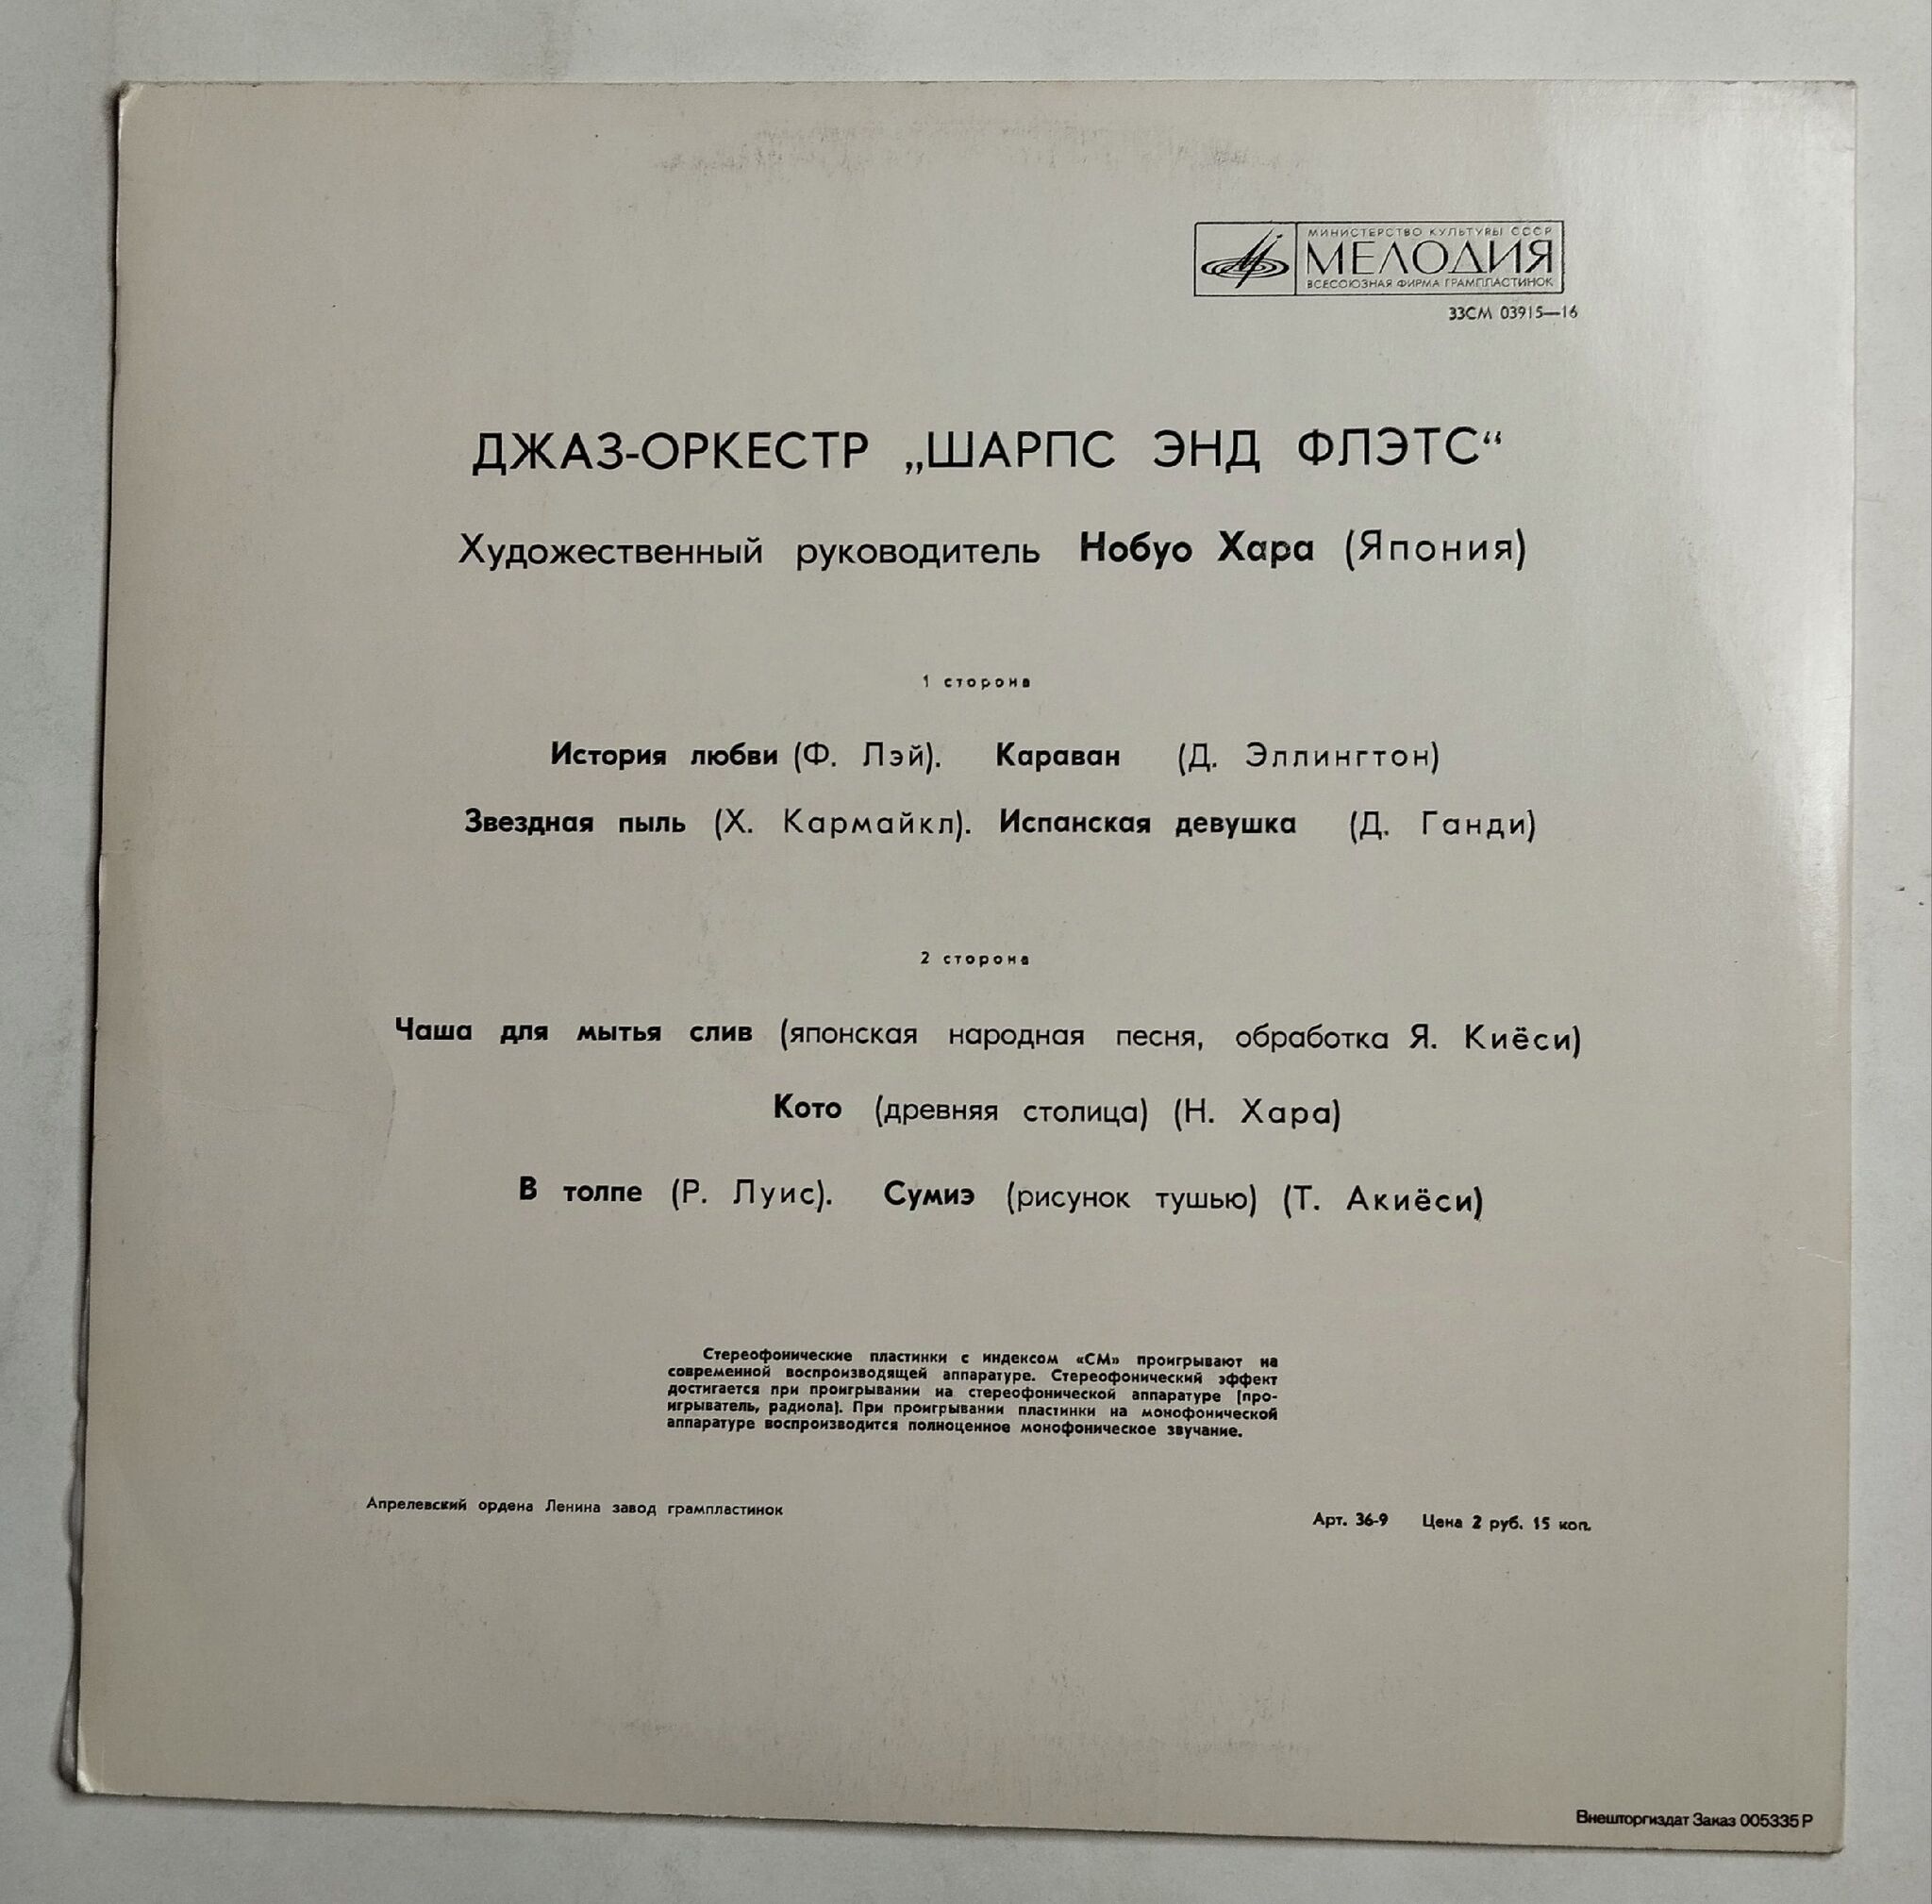 МИНИСТЕРСТВО КУЛЬТУРЫ СССР
МЕЛОДИЯ
ВСЕСОЮЗНАЯ ФИРМА ГРАМПЛАСТИНОК
33СМ 03915—16
ДЖАЗ-ОРКЕСТР „ШАРПС ЭНД ФЛЭТС“
Художественный руководитель Нобуо Хара (Япония)
1 сторона
История любви (Ф. Лэй). Караван (Д. Эллингтон)
Звездная пыль (Х. Кармайкл). Испанская девушка (Д. Ганди)
2 сторона
Чаша для мытья слив (японская народная песня, обработка Я. Киёси)
Кото (древняя столица) (Н. Хара)
В толпе (Р. Луис). Сумиэ (рисунок тушью) (Т. Акиёси)
Стереофонические пластинки с индексом «СМ» проигрывают на
современной воспроизводящей аппаратуре. Стереофонический эффект
достигается при проигрывании на стереофонической аппаратуре (про-
игрыватель, радиола). При проигрывании пластинки на монофонической
аппаратуре воспроизводится полноценное монофоническое звучание.
Апрелевский ордена Ленина завод грампластинок
Арт. 36-9 Цена 2 руб. 15 коп.
Внешторгиздат Заказ 005335 Р